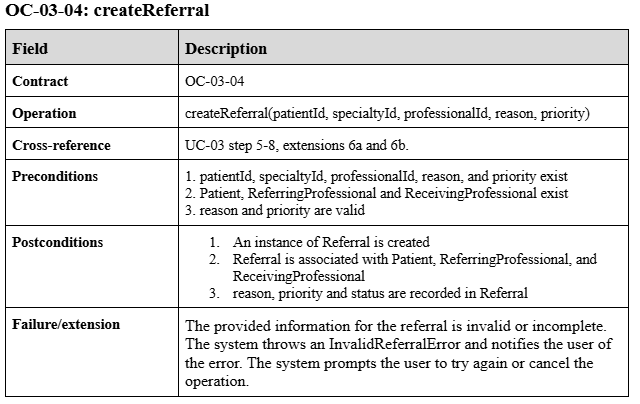 OC-03-04: createReferral
Field Description
Contract OC-03-04
Operation createReferral(patientId, specialtyId, professionalId, reason, priority)
Cross-reference UC-03 step 5-8, extensions 6a and 6b.
Preconditions 1. patientId, specialtyId, professionalId, reason, and priority exist
2. Patient, ReferringProfessional and ReceivingProfessional exist
3. reason and priority are valid
Postconditions 1. An instance of Referral is created
2. Referral is associated with Patient, ReferringProfessional, and
ReceivingProfessional
3. reason, priority and status are recorded in Referral
Failure/extension The provided information for the referral is invalid or incomplete.
The system throws an InvalidReferralError and notifies the user of
the error. The system prompts the user to try again or cancel the
operation.